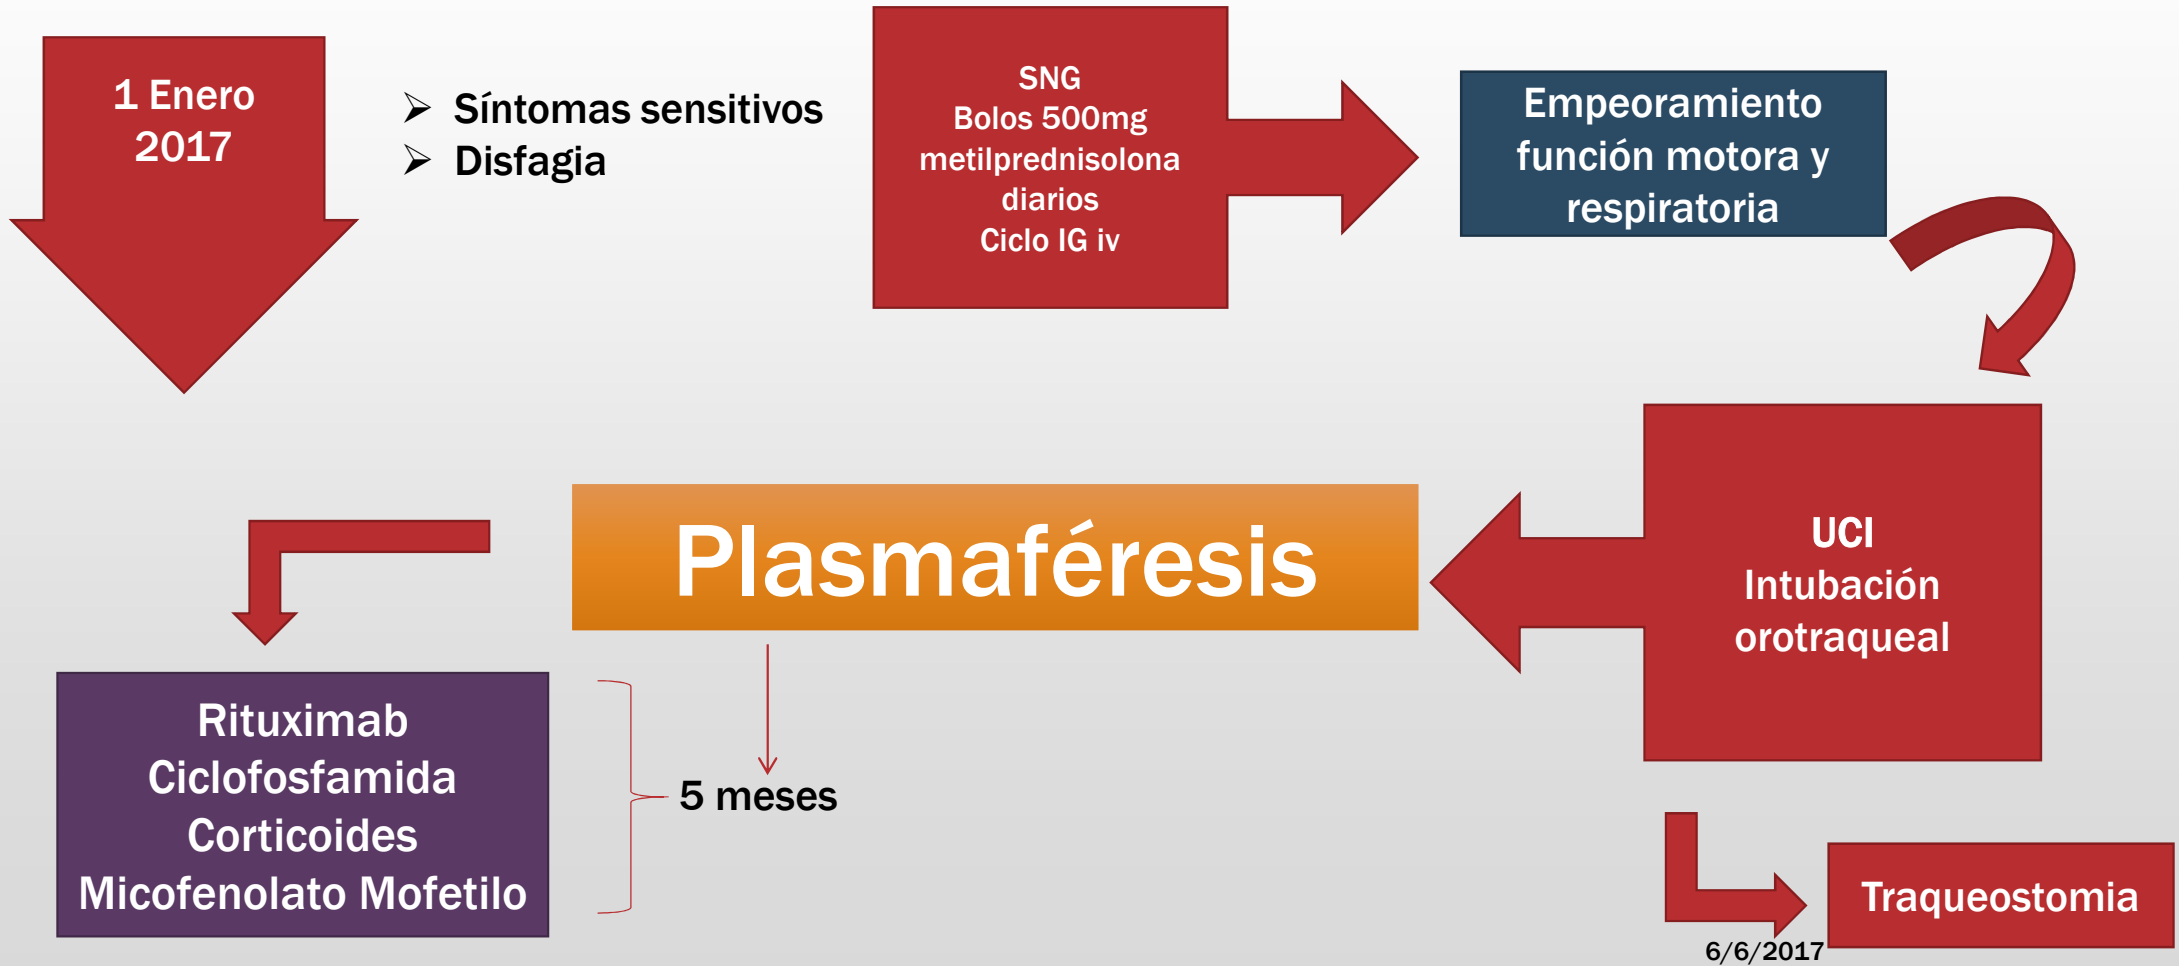 1 Enero
2017
Síntomas sensitivos
Disfagia
SNG
Bolos 500mg
metilprednisolona
diarios
Ciclo IG iv
Empeoramiento
función motora y
respiratoria
UCI
Intubación
orotraqueal
Plasmaféresis
Rituximab
Ciclofosfamida
Corticoides
Micofenolato Mofetilo
5 meses
Traqueostomia
6/6/2017